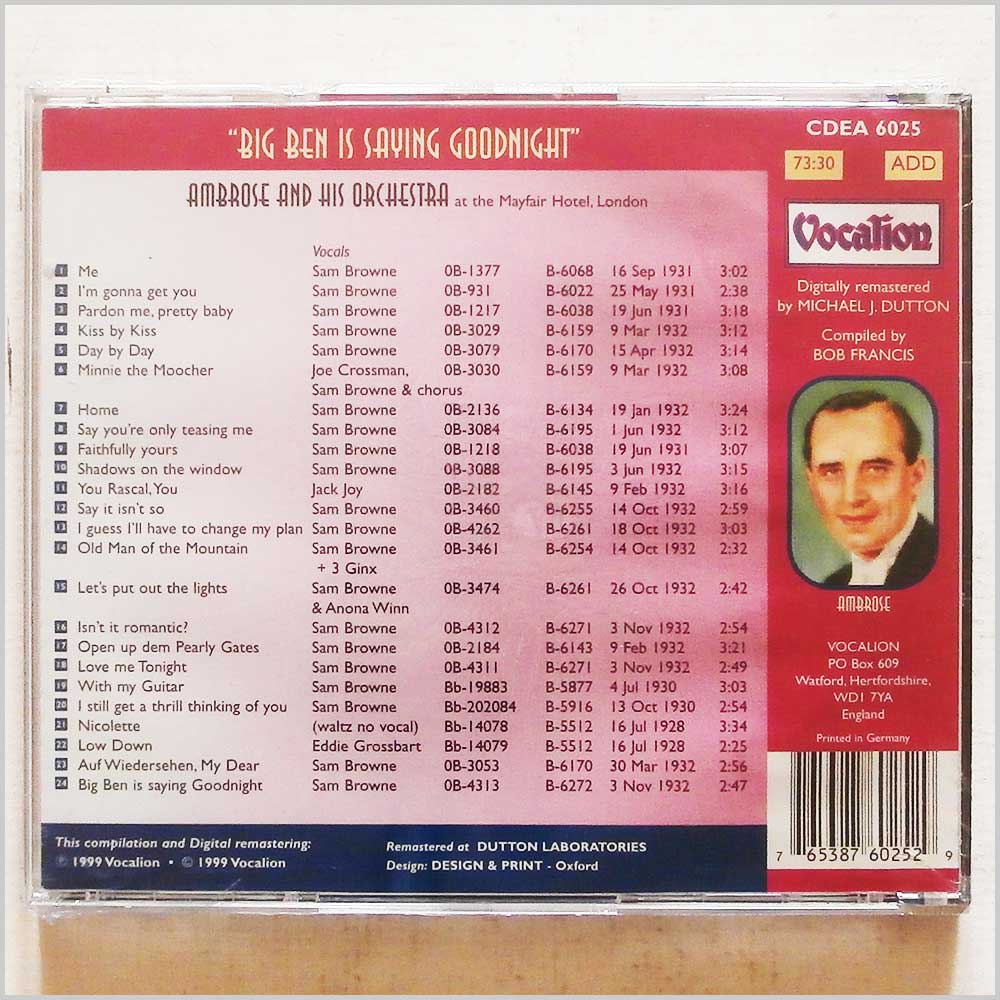 "BIG BEN IS SAYING GOODNIGHT"
AMBROSE AND HIS ORCHESTRA at the Mayfair Hotel, London
Vocals
1 Me Sam Browne 0B-1377 B-6068 16 Sep 1931 3:02
2 I'm gonna get you Sam Browne 0B-931 B-6022 25 May 1931 2:38
3 Pardon me, pretty baby Sam Browne 0B-1217 B-6038 19 Jun 1931 3:18
4 Kiss by Kiss Sam Browne 0B-3029 B-6159 9 Mar 1932 3:12
5 Day by Day Sam Browne 0B-3079 B-6170 15 Apr 1932 3:14
6 Minnie the Moocher Joe Crossman, 0B-3030 B-6159 9 Mar 1932 3:08
Sam Browne & chorus
7 Home Sam Browne 0B-2136 B-6134 19 Jan 1932 3:24
8 Say you're only teasing me Sam Browne 0B-3084 B-6195 1 Jun 1932 3:12
9 Faithfully yours Sam Browne 0B-1218 B-6038 19 Jun 1931 3:07
10 Shadows on the window Sam Browne 0B-3088 B-6195 3 Jun 1932 3:15
11 You Rascal, You Jack Joy 0B-2182 B-6145 9 Feb 1932 3:16
12 Say it isn't so Sam Browne 0B-3460 B-6255 14 Oct 1932 2:59
13 I guess I'll have to change my plan Sam Browne 0B-4262 B-6261 18 Oct 1932 3:03
14 Old Man of the Mountain Sam Browne 0B-3461 B-6254 14 Oct 1932 2:32
+ 3 Ginx
15 Let's put out the lights Sam Browne 0B-3474 B-6261 26 Oct 1932 2:42
& Anona Winn
16 Isn't it romantic? Sam Browne 0B-4312 B-6271 3 Nov 1932 2:54
17 Open up dem Pearly Gates Sam Browne 0B-2184 B-6143 9 Feb 1932 3:21
18 Love me Tonight Sam Browne 0B-4311 B-6271 3 Nov 1932 2:49
19 With my Guitar Sam Browne Bb-19883 B-5877 4 Jul 1930 3:03
20 I still get a thrill thinking of you Sam Browne Bb-202084 B-5916 13 Oct 1930 2:54
21 Nicolette (waltz no vocal) Bb-14078 B-5512 16 Jul 1928 3:34
22 Low Down Eddie Grossbart Bb-14079 B-5512 16 Jul 1928 2:25
23 Auf Wiedersehen, My Dear Sam Browne 0B-3053 B-6170 30 Mar 1932 2:56
24 Big Ben is saying Goodnight Sam Browne 0B-4313 B-6272 3 Nov 1932 2:47
This compilation and Digital remastering:
℗ 1999 Vocalion • © 1999 Vocalion
Remastered at DUTTON LABORATORIES
Design: DESIGN & PRINT - Oxford
CDEA 6025
73:30 ADD
Vocalion
Digitally remastered
by MICHAEL J. DUTTON
Compiled by
BOB FRANCIS
AMBROSE
VOCALION
PO Box 609
Watford, Hertfordshire,
WD1 7YA
England
Printed in Germany
7 65387 60252 9